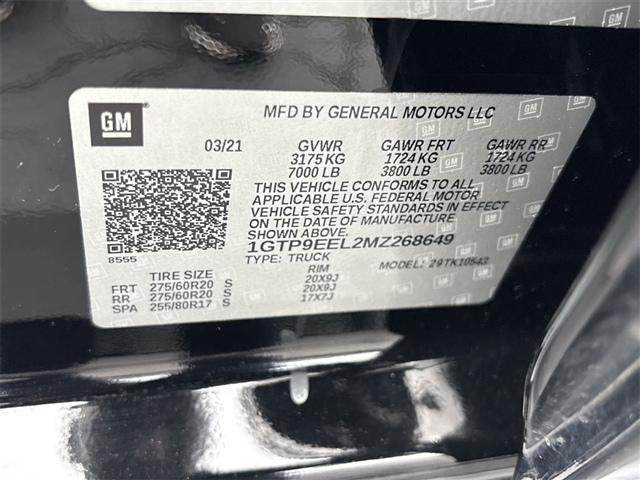 GM
MFD BY GENERAL MOTORS LLC
03/21 GVWR GAWR FRT GAWR RR
3175 KG 1724 KG 1724 KG
7000 LB 3800 LB 3800 LB
THIS VEHICLE CONFORMS TO ALL
APPLICABLE U.S. FEDERAL MOTOR
VEHICLE SAFETY STANDARDS IN EFFECT
ON THE DATE OF MANUFACTURE
SHOWN ABOVE.
1GTP9EEL2MZ268649
8555
TYPE: TRUCK MODEL: 29TK10543
TIRE SIZE RIM
FRT 275/60R20 S 20X9J
RR 275/60R20 S 20X9J
SPA 255/80R17 S 17X7J